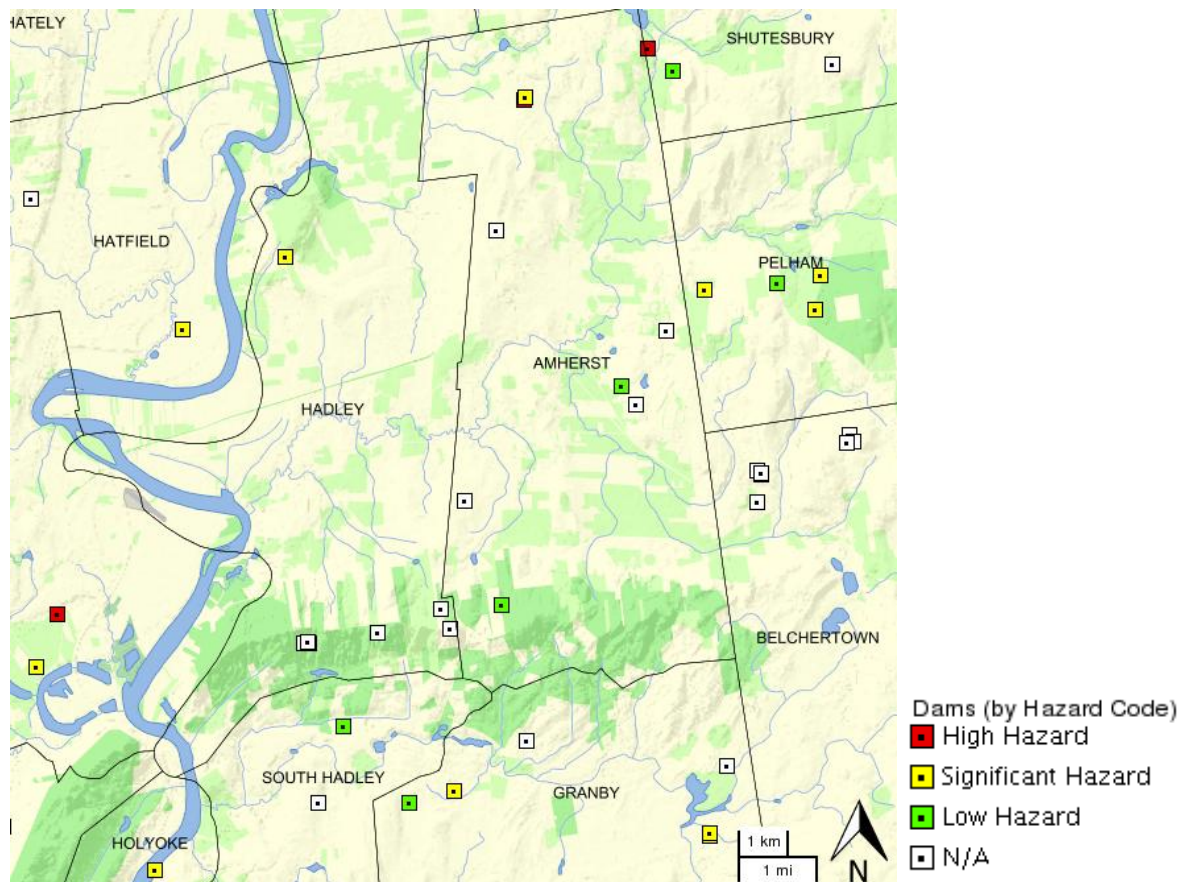 HATELY
SHUTESBURY
HATFIELD
PELHAM
AMHERST
HADLEY
BELCHERTOWN
SOUTH HADLEY
GRANBY
HOLYOKE
1 km
1 mi
N
Dams (by Hazard Code)
High Hazard
Significant Hazard
Low Hazard
N/A